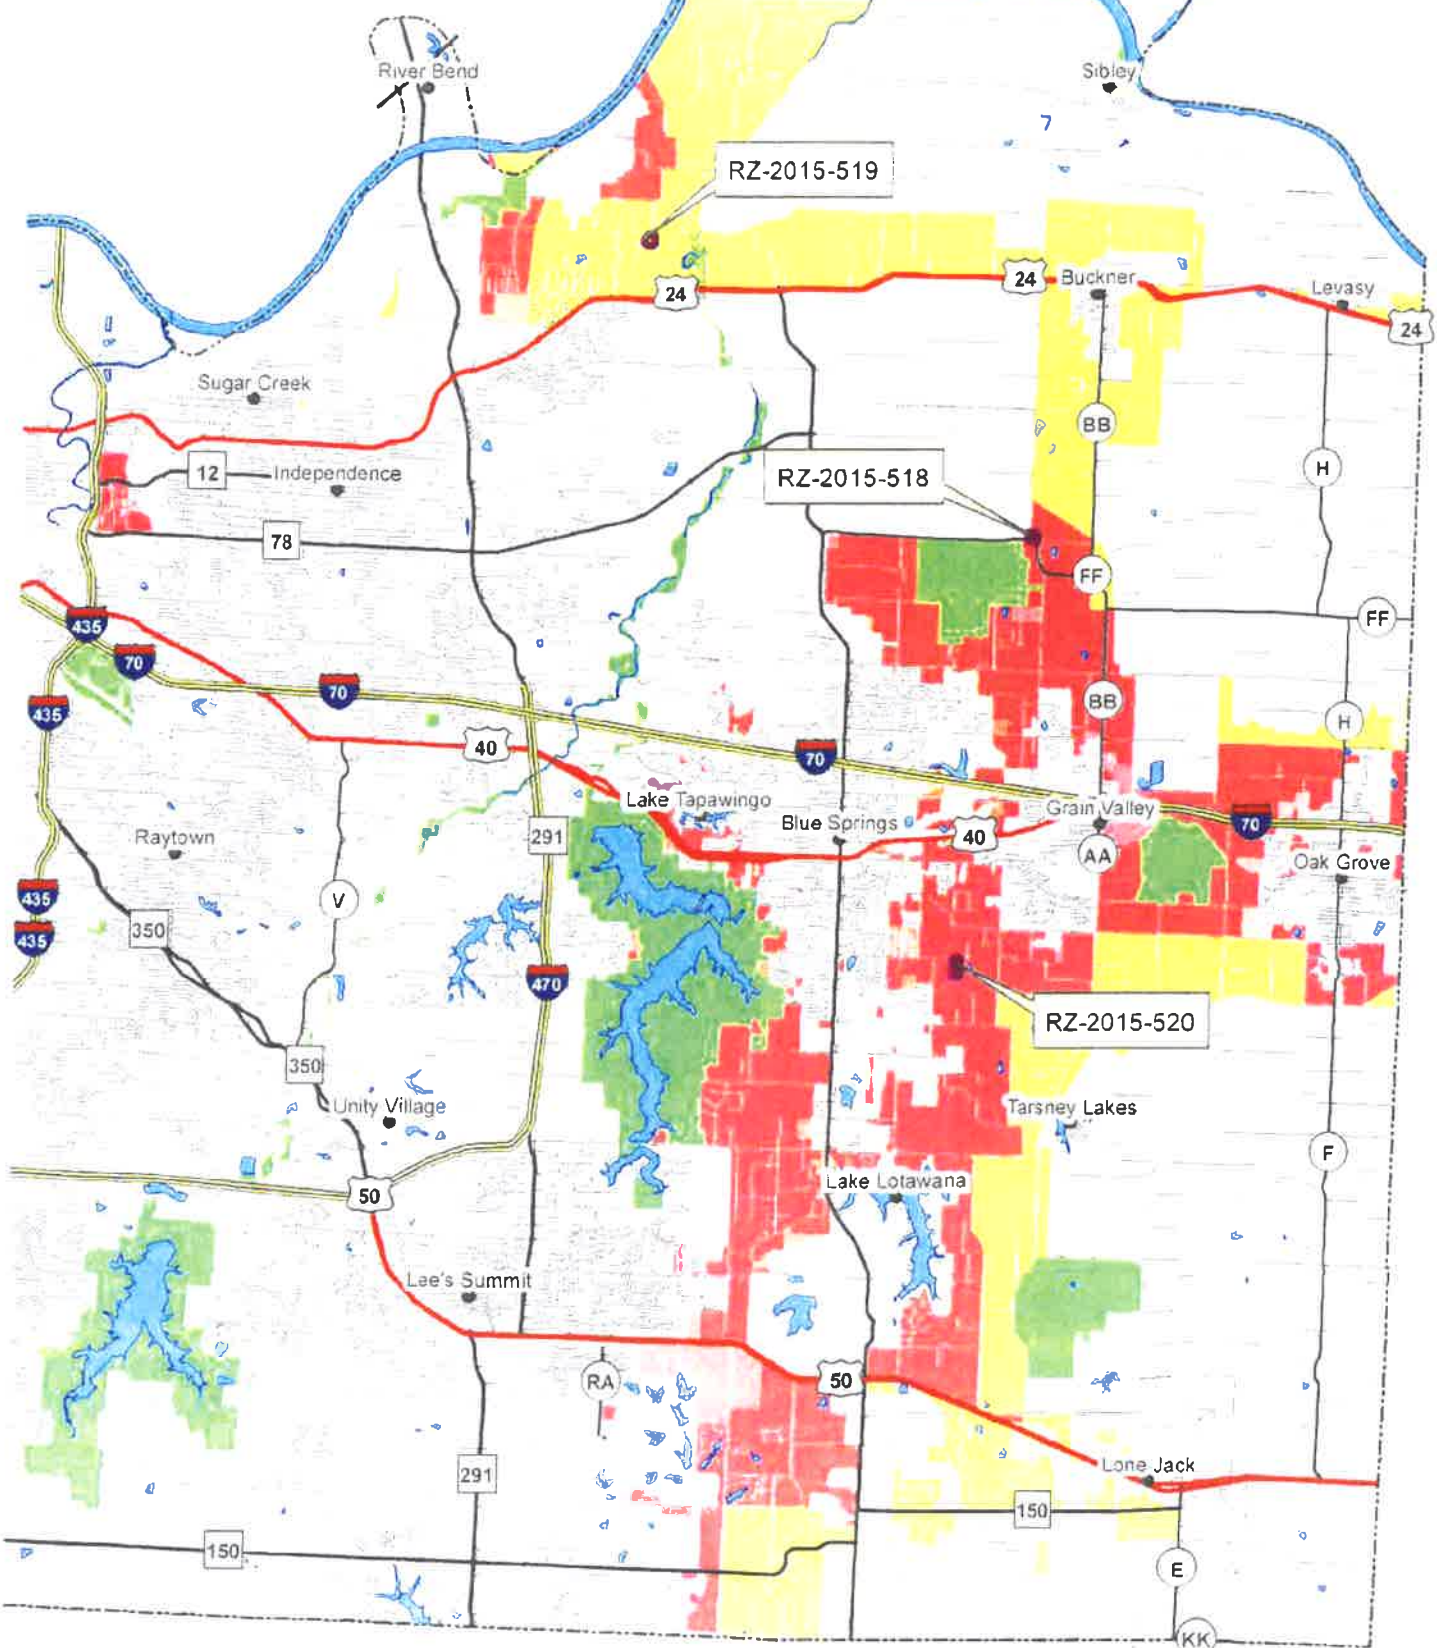 River Bend
Sibley
RZ-2015-519
24
24
Buckner
Levasy
24
Sugar Creek
BB
12
Independence
RZ-2015-518
H
78
FF
435
FF
70
70
435
BB
H
40
70
Lake Tapawingo
Grain Valley
Blue Springs
40
70
291
Raytown
AA
Oak Grove
435
V
350
435
470
RZ-2015-520
350
Unity Village
Tarsney Lakes
F
50
Lake Lotawana
Lee's Summit
RA
50
291
Lone Jack
150
150
E
KK